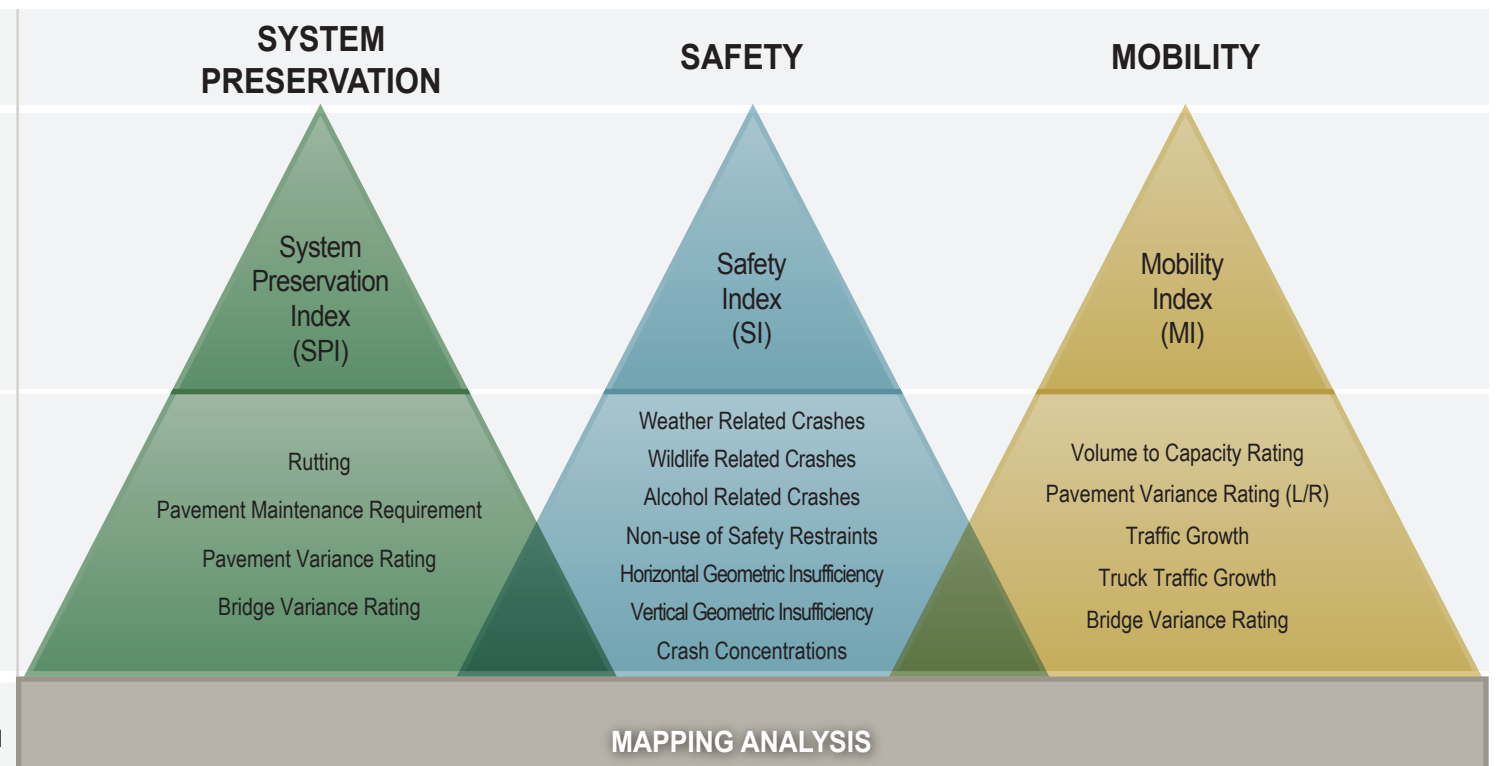 SYSTEM
PRESERVATION
SAFETY
MOBILITY
System
Preservation
Index
(SPI)
Safety
Index
(SI)
Mobility
Index
(MI)
Rutting
Pavement Maintenance Requirement
Pavement Variance Rating
Bridge Variance Rating
Weather Related Crashes
Wildlife Related Crashes
Alcohol Related Crashes
Non-use of Safety Restraints
Horizontal Geometric Insufficiency
Vertical Geometric Insufficiency
Crash Concentrations
Volume to Capacity Rating
Pavement Variance Rating (L/R)
Traffic Growth
Truck Traffic Growth
Bridge Variance Rating
MAPPING ANALYSIS